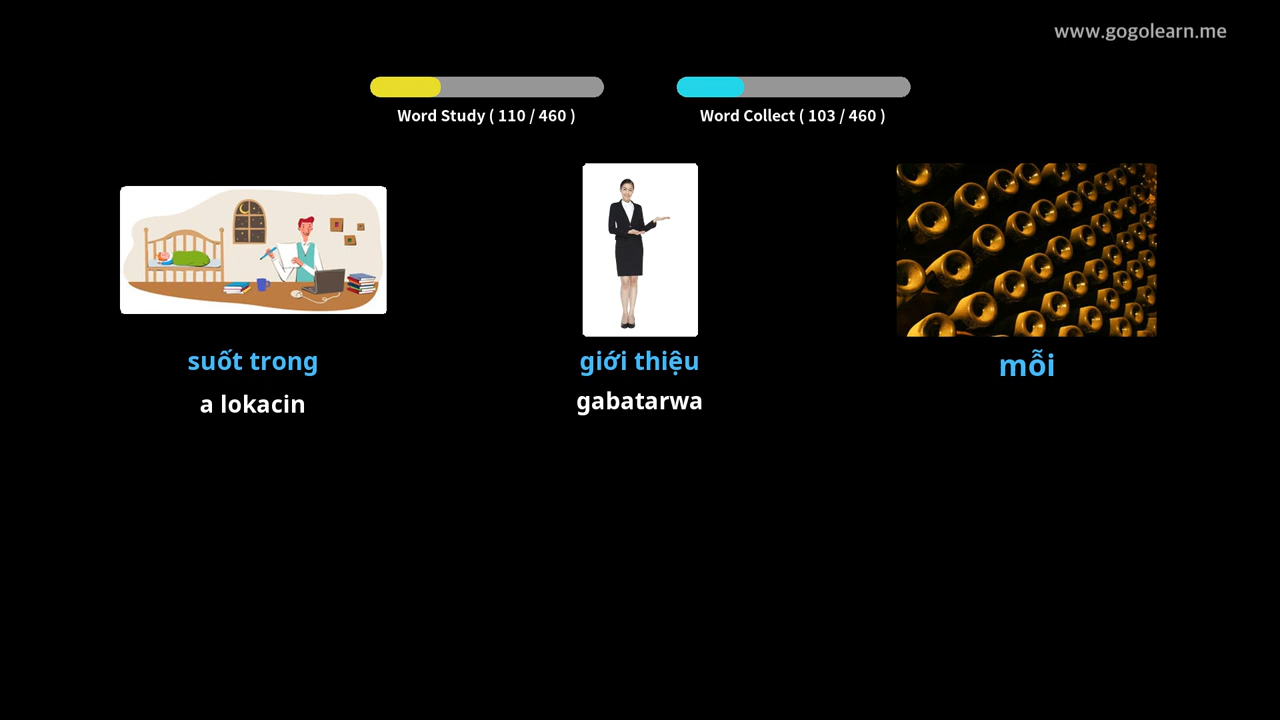 www.gogolearn.me
Word Study ( 110 / 460 )
Word Collect ( 103 / 460 )
suốt trong
giới thiệu
mỗi
a lokacin
gabatarwa